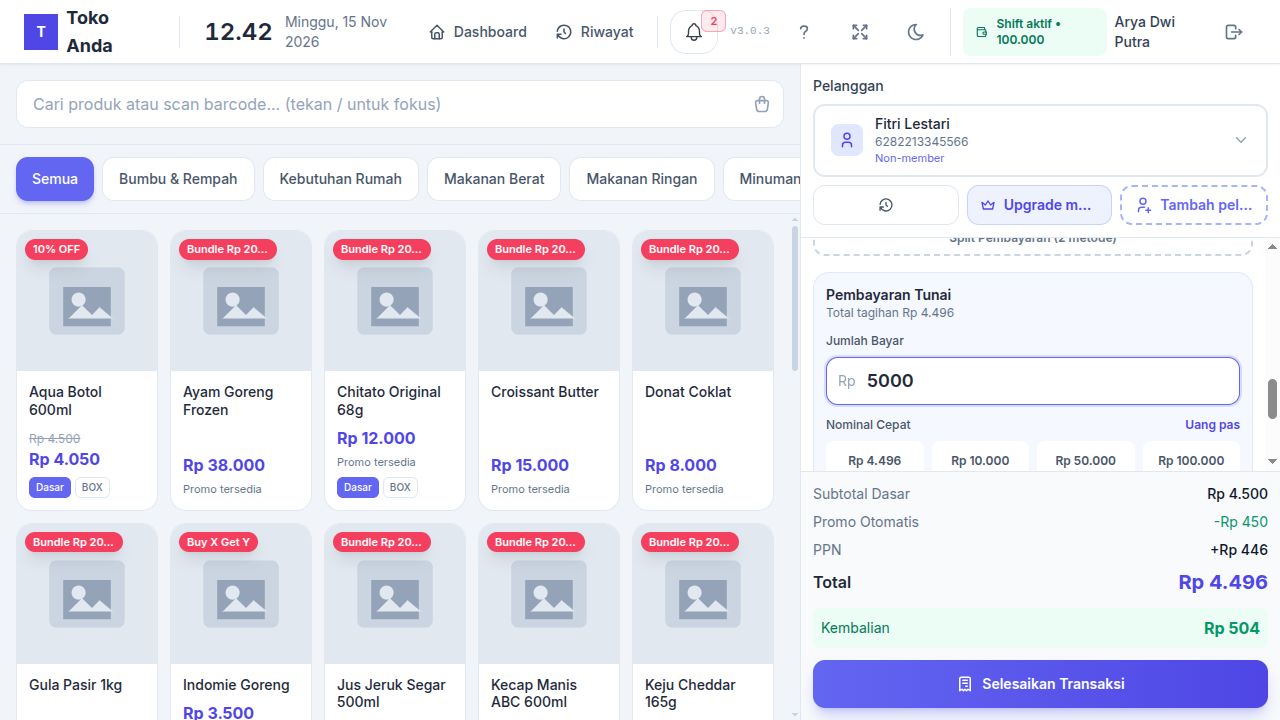 T
Toko
Anda
12.42
Minggu, 15 Nov
2026
Dashboard
Riwayat
2
v3.0.3
?
Shift aktif •
100.000
Arya Dwi
Putra
Cari produk atau scan barcode... (tekan / untuk fokus)
Semua
Bumbu & Rempah
Kebutuhan Rumah
Makanan Berat
Makanan Ringan
Minuman
10% OFF
Bundle Rp 20...
Bundle Rp 20...
Bundle Rp 20...
Bundle Rp 20...
Aqua Botol
600ml
Rp 4.500
Rp 4.050
Dasar
BOX
Ayam Goreng
Frozen
Rp 38.000
Promo tersedia
Chitato Original
68g
Rp 12.000
Promo tersedia
Dasar
BOX
Croissant Butter
Rp 15.000
Promo tersedia
Donat Coklat
Rp 8.000
Promo tersedia
Bundle Rp 20...
Buy X Get Y
Bundle Rp 20...
Bundle Rp 20...
Bundle Rp 20...
Gula Pasir 1kg
Indomie Goreng
Rp 3.500
Jus Jeruk Segar
500ml
Kecap Manis
ABC 600ml
Keju Cheddar
165g
Pelanggan
Fitri Lestari
6282213345566
Non-member
Upgrade m...
Tambah pel...
Split Pembayaran (2 metode)
Pembayaran Tunai
Total tagihan Rp 4.496
Jumlah Bayar
Rp 5000
Nominal Cepat
Uang pas
Rp 4.496
Rp 10.000
Rp 50.000
Rp 100.000
Subtotal Dasar
Rp 4.500
Promo Otomatis
-Rp 450
PPN
+Rp 446
Total
Rp 4.496
Kembalian
Rp 504
Selesaikan Transaksi